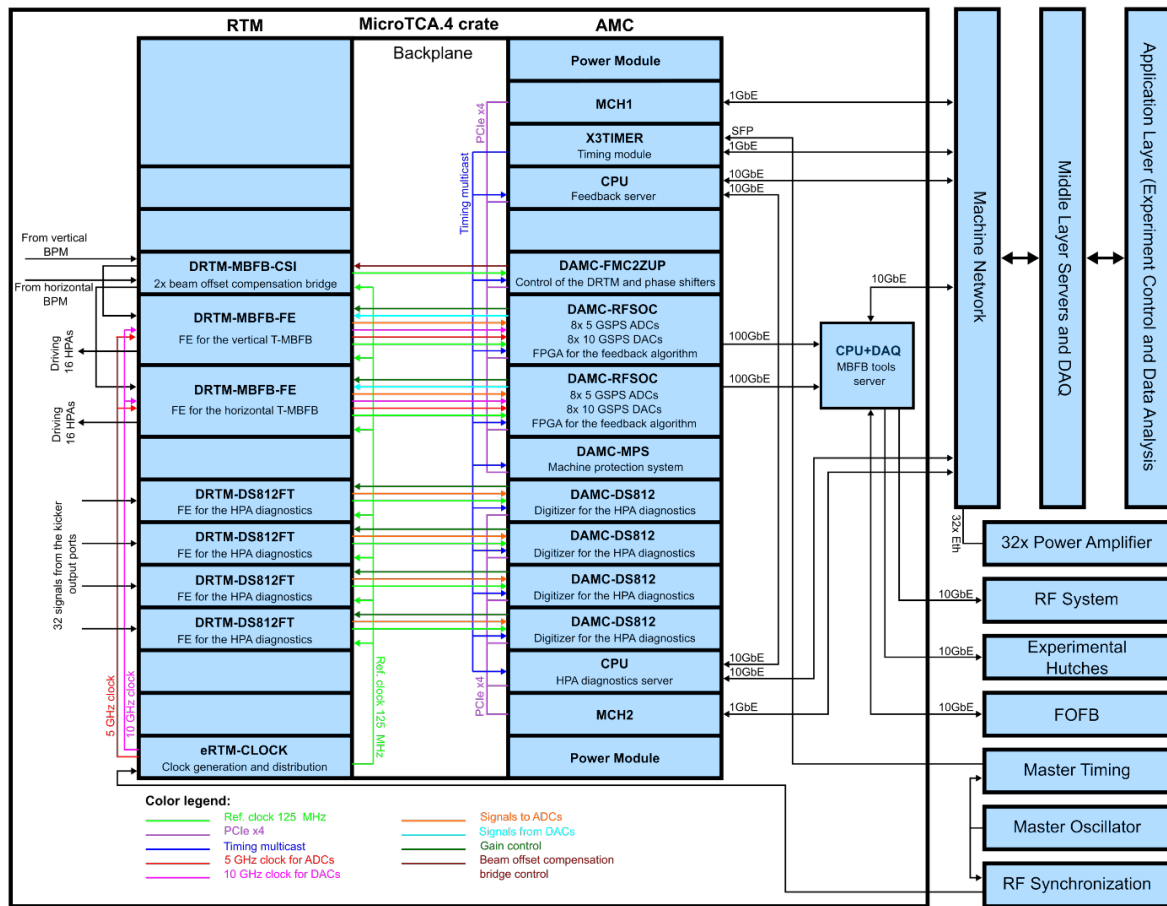 RTM
MicroTCA.4 crate
AMC
Backplane
Power Module
MCH1
X3TIMER
Timing module
CPU
Feedback server
PCIe x4
Timing multicast
1GbE
SFP
1GbE
10GbE
10GbE
From vertical
BPM
From horizontal
BPM
DRTM-MBFB-CSI
2x beam offset compensation bridge
DAMC-FMC2ZUP
Control of the DRTM and phase shifters
DRTM-MBFB-FE
FE for the vertical T-MBFB
DAMC-RFSOC
8x 5 GSPS ADCs
8x 10 GSPS DACs
FPGA for the feedback algorithm
Driving
16 HPAs
100GbE
DRTM-MBFB-FE
FE for the horizontal T-MBFB
DAMC-RFSOC
8x 5 GSPS ADCs
8x 10 GSPS DACs
FPGA for the feedback algorithm
Driving
16 HPAs
100GbE
10GbE
CPU+DAQ
MBFB tools
server
DAMC-MPS
Machine protection system
32 signals from the kicker
output ports
DRTM-DS812FT
FE for the HPA diagnostics
DAMC-DS812
Digitizer for the HPA diagnostics
DRTM-DS812FT
FE for the HPA diagnostics
DAMC-DS812
Digitizer for the HPA diagnostics
DRTM-DS812FT
FE for the HPA diagnostics
DAMC-DS812
Digitizer for the HPA diagnostics
DRTM-DS812FT
FE for the HPA diagnostics
DAMC-DS812
Digitizer for the HPA diagnostics
CPU
HPA diagnostics server
10GbE
10GbE
MCH2
1GbE
PCIe x4
Ref. clock 125 MHz
5 GHz clock
10 GHz clock
eRTM-CLOCK
Clock generation and distribution
Power Module
Machine Network
Middle Layer Servers and DAQ
Application Layer (Experiment Control and Data Analysis)
32x Eth
32x Power Amplifier
10GbE
RF System
10GbE
Experimental
Hutches
10GbE
FOFB
Master Timing
Master Oscillator
RF Synchronization
Color legend:
Ref. clock 125 MHz
PCIe x4
Timing multicast
5 GHz clock for ADCs
10 GHz clock for DACs
Signals to ADCs
Signals from DACs
Gain control
Beam offset compensation
bridge control